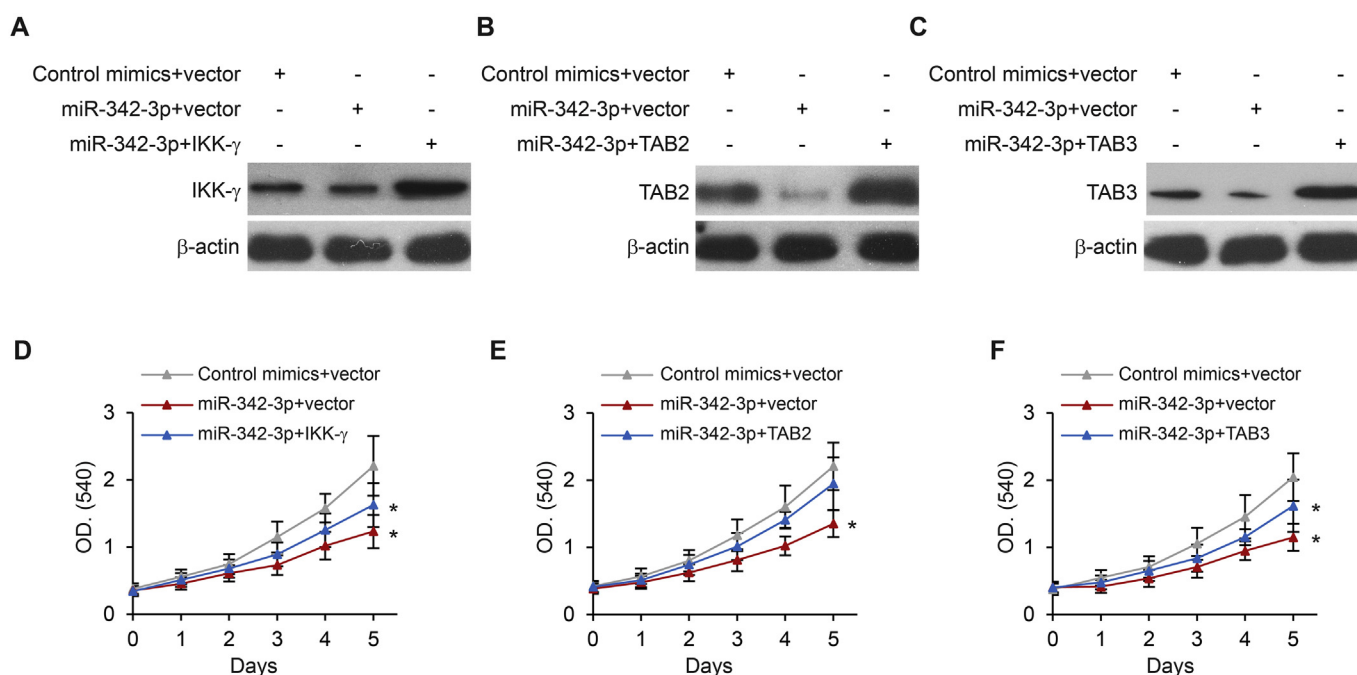 A
Control mimics+vector + - -
miR-342-3p+vector - + -
miR-342-3p+IKK-γ - - +
IKK-γ
β-actin
B
Control mimics+vector + - -
miR-342-3p+vector - + -
miR-342-3p+TAB2 - - +
TAB2
β-actin
C
Control mimics+vector + - -
miR-342-3p+vector - + -
miR-342-3p+TAB3 - - +
TAB3
β-actin
D
Control mimics+vector
miR-342-3p+vector
miR-342-3p+IKK-γ
OD. (540)
3
2
1
0
*
*
0 1 2 3 4 5
Days
E
Control mimics+vector
miR-342-3p+vector
miR-342-3p+TAB2
OD. (540)
3
2
1
0
*
0 1 2 3 4 5
Days
F
Control mimics+vector
miR-342-3p+vector
miR-342-3p+TAB3
OD. (540)
3
2
1
0
*
*
0 1 2 3 4 5
Days